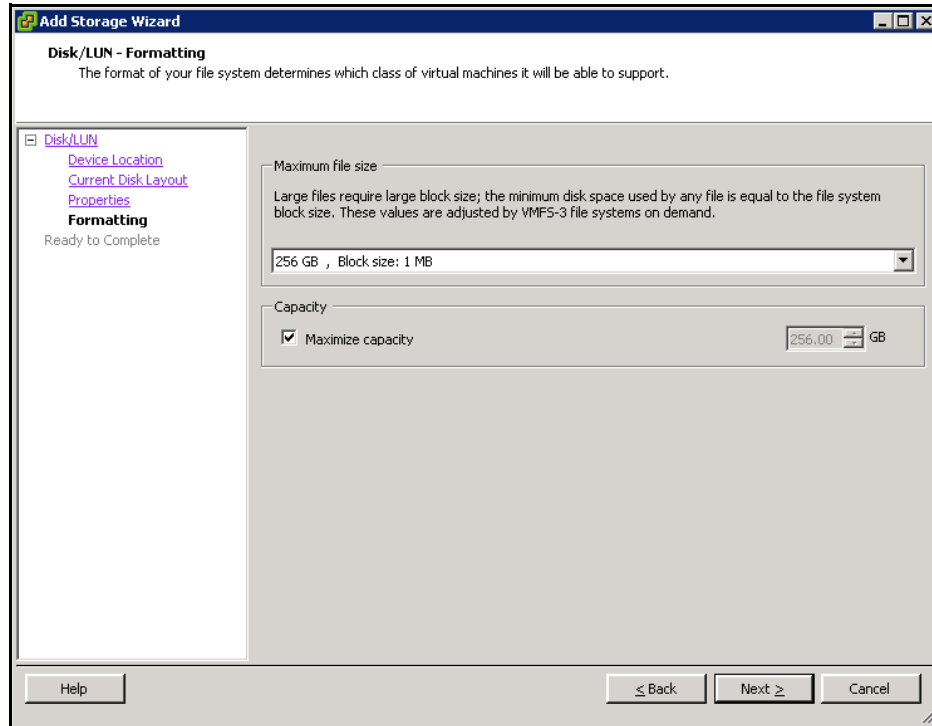 Add Storage Wizard
Disk/LUN - Formatting
The format of your file system determines which class of virtual machines it will be able to support.
Disk/LUN
Device Location
Current Disk Layout
Properties
Formatting
Ready to Complete
Maximum file size
Large files require large block size; the minimum disk space used by any file is equal to the file system
block size. These values are adjusted by VMFS-3 file systems on demand.
256 GB , Block size: 1 MB
Capacity
Maximize capacity
256.00 GB
Help
< Back
Next >
Cancel